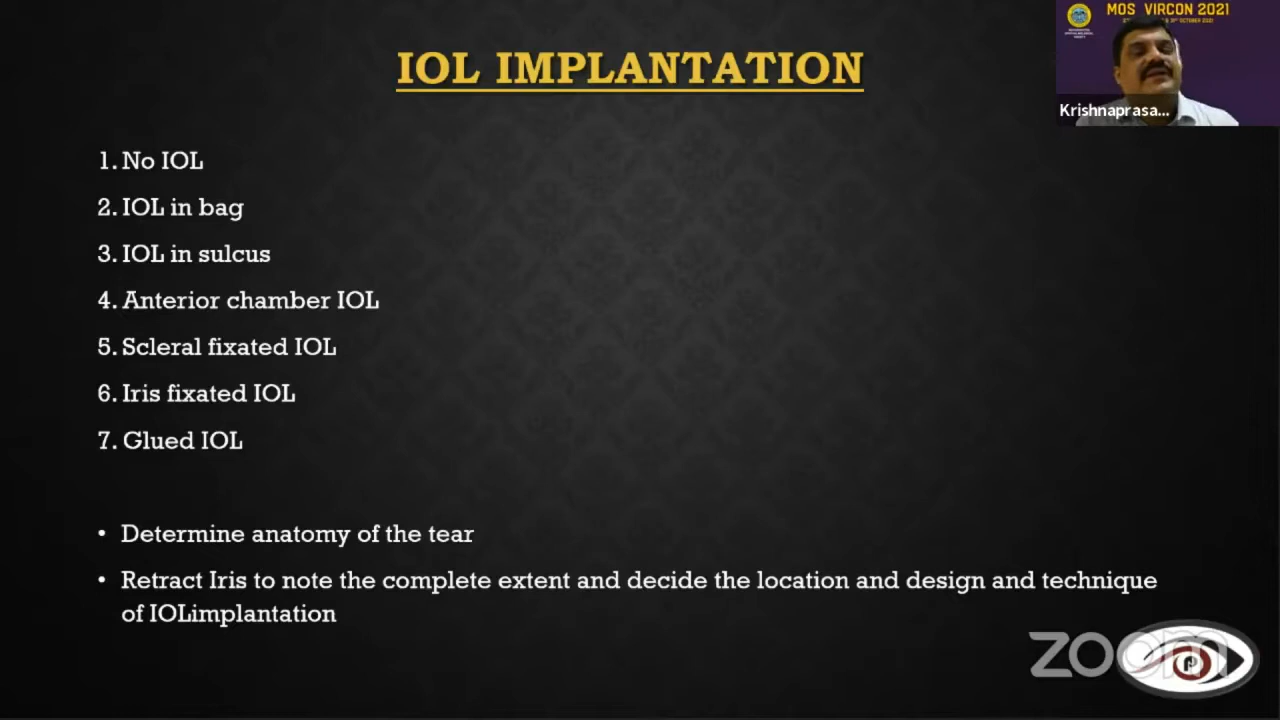 MOS VIRCON 2021
IOL IMPLANTATION
Krishnaprasa...
1. No IOL
2. IOL in bag
3. IOL in sulcus
4. Anterior chamber IOL
5. Scleral fixated IOL
6. Iris fixated IOL
7. Glued IOL
• Determine anatomy of the tear
• Retract Iris to note the complete extent and decide the location and design and technique
of IOLimplantation
zoom